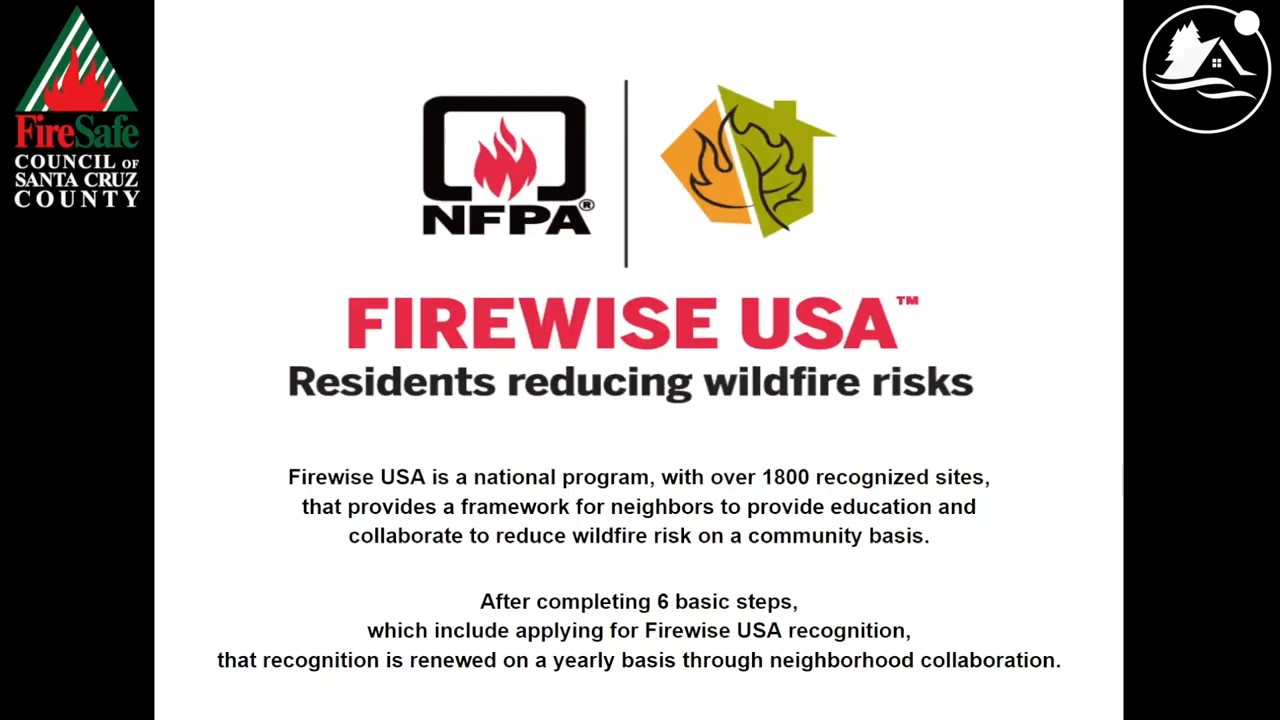 FireSafe
COUNCIL OF
SANTA CRUZ
COUNTY
NFPA®
FIREWISE USA™
Residents reducing wildfire risks
Firewise USA is a national program, with over 1800 recognized sites,
that provides a framework for neighbors to provide education and
collaborate to reduce wildfire risk on a community basis.
After completing 6 basic steps,
which include applying for Firewise USA recognition,
that recognition is renewed on a yearly basis through neighborhood collaboration.